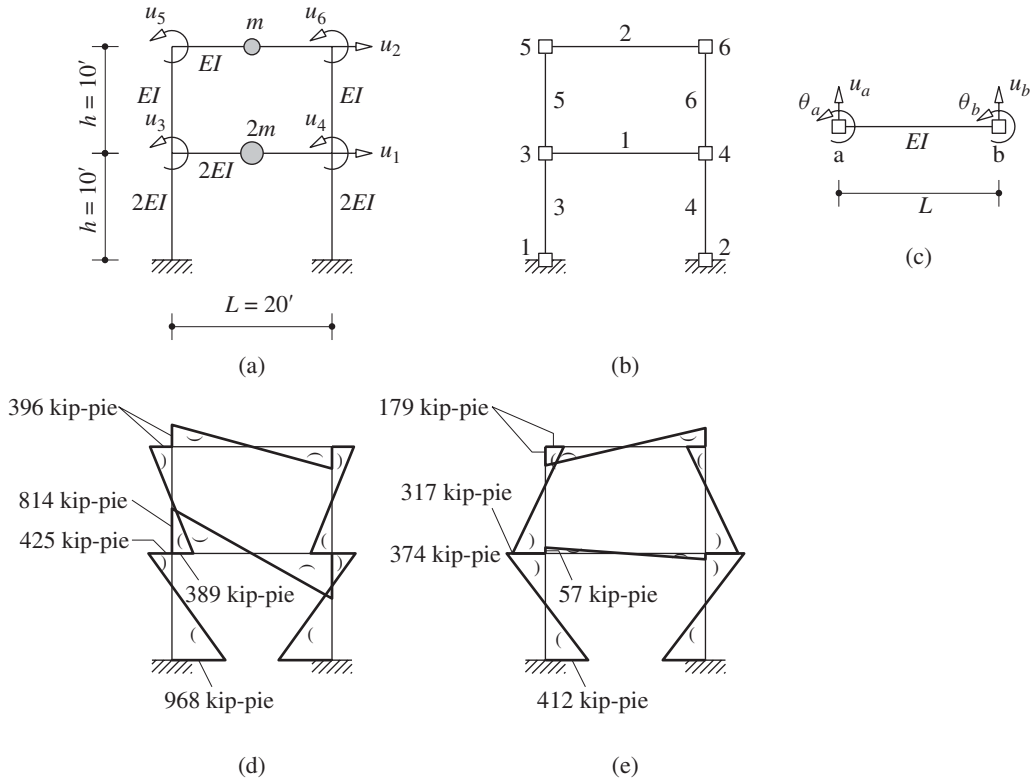 u5 m u6
u2
EI
EI EI
h = 10′
u3 2m u4
u1
2EI
2EI 2EI
h = 10′
L = 20′
(a)
5 2 6
5 6
3 1 4
3 4
1 2
(b)
ua ub
θa θb
a EI b
L
(c)
396 kip-pie
814 kip-pie
425 kip-pie
389 kip-pie
968 kip-pie
(d)
179 kip-pie
317 kip-pie
374 kip-pie
57 kip-pie
412 kip-pie
(e)